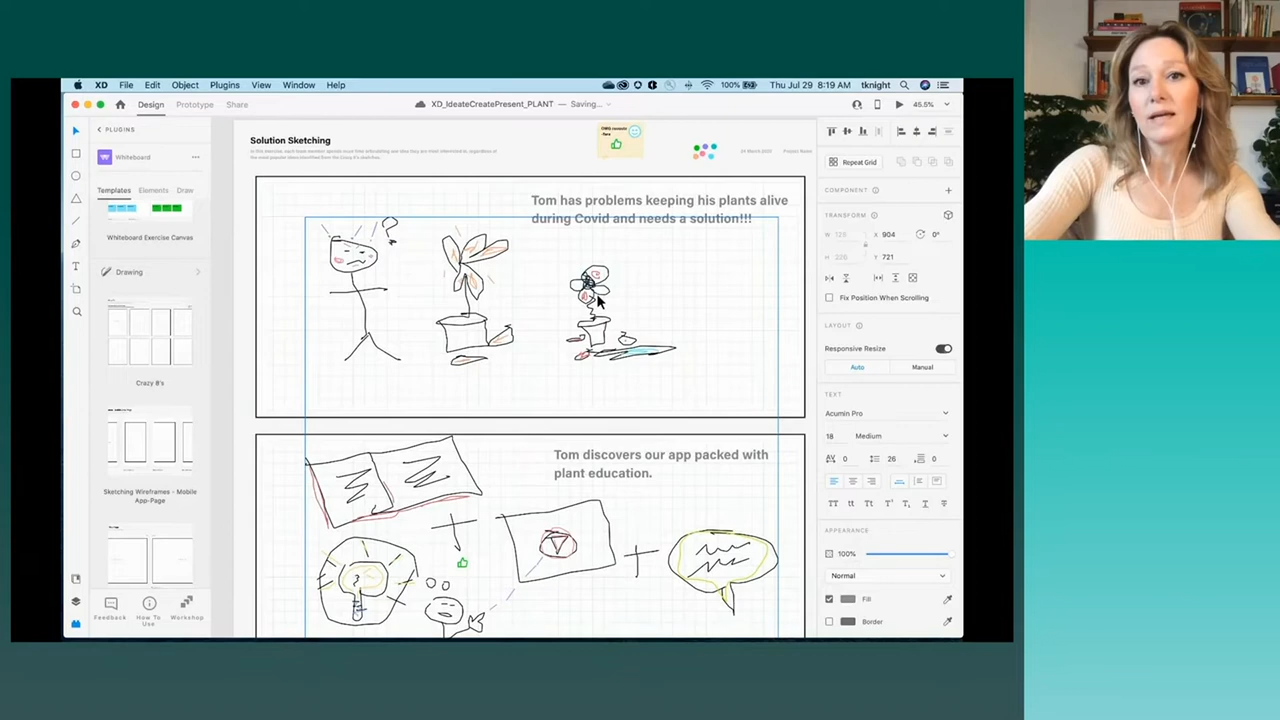 XD File Edit Object Plugins View Window Help
100% Thu Jul 29 8:19 AM tknight
Design Prototype Share
XD_IdeateCreatePresent_PLANT — Saving...
45.5%
PLUGINS
Whiteboard
Templates Elements Draw
Whiteboard Exercise Canvas
Drawing
Crazy 8's
Sketching Wireframes - Mobile
App-Page
Feedback
How To
Use
Workshop
Solution Sketching
Tom has problems keeping his plants alive
during Covid and needs a solution!!!
Tom discovers our app packed with
plant education.
Repeat Grid
COMPONENT
TRANSFORM
X 904 0°
Y 721
Fix Position When Scrolling
LAYOUT
Responsive Resize
Auto Manual
TEXT
Acumin Pro
18 Medium
0 26 0
TT tt Tt T T T
APPEARANCE
100%
Normal
Fill
Border